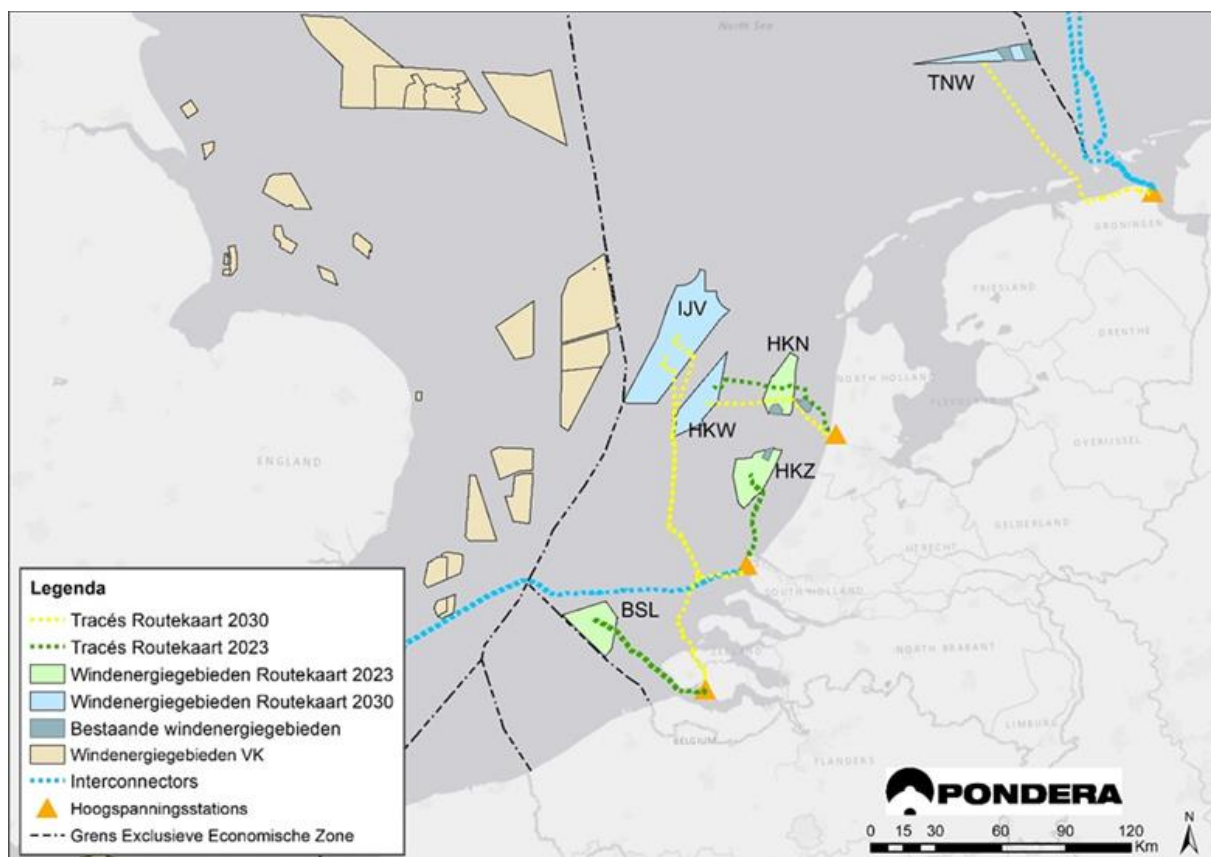 North Sea
TNW
GRONINGEN
FRIESLAND
DRENTHE
IJV
HKN
NORTH HOLLAND
FLEVOLAND
HKW
OVERIJSSEL
ENGLAND
HKZ
GELDERLAND
UTRECHT
SOUTH HOLLAND
BSL
ZEELAND
NORTH BRABANT
LIMBURG
BELGIUM
FLANDERS
Legenda
Tracés Routekaart 2030
Tracés Routekaart 2023
Windenergiegebieden Routekaart 2023
Windenergiegebieden Routekaart 2030
Bestaande windenergiegebieden
Windenergiegebieden VK
Interconnectors
Hoogspanningsstations
Grens Exclusieve Economische Zone
PONDERA
0 15 30 60 90 120
Km
N